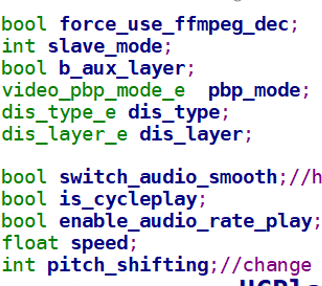 bool force_use_ffmpeg_dec;
int slave_mode;
bool b_aux_layer;
video_pbp_mode_e  pbp_mode;
dis_type_e dis_type;
dis_layer_e dis_layer;
bool switch_audio_smooth;//h
bool is_cycleplay;
bool enable_audio_rate_play;
float speed;
int pitch_shifting;//change